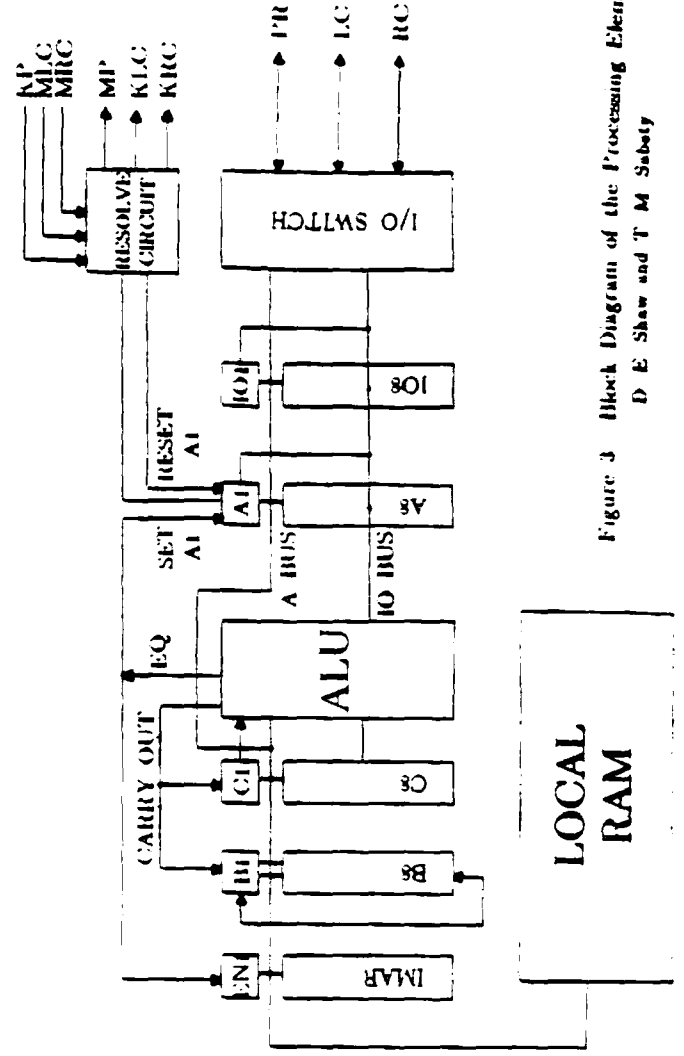 KP
MLC
MRC
MP
KLC
KRC
RESOLVE
CIRCUIT
PR
LC
RC
I/O SWITCH
IO1
IO8
RESET
A1
SET
A1
A1
A8
A BUS
IO BUS
EQ
ALU
CARRY OUT
C1
C8
B1
B8
EN1
IMAR
LOCAL
RAM
Figure 3 Block Diagram of the Processing
D E Shaw and T M Sabety